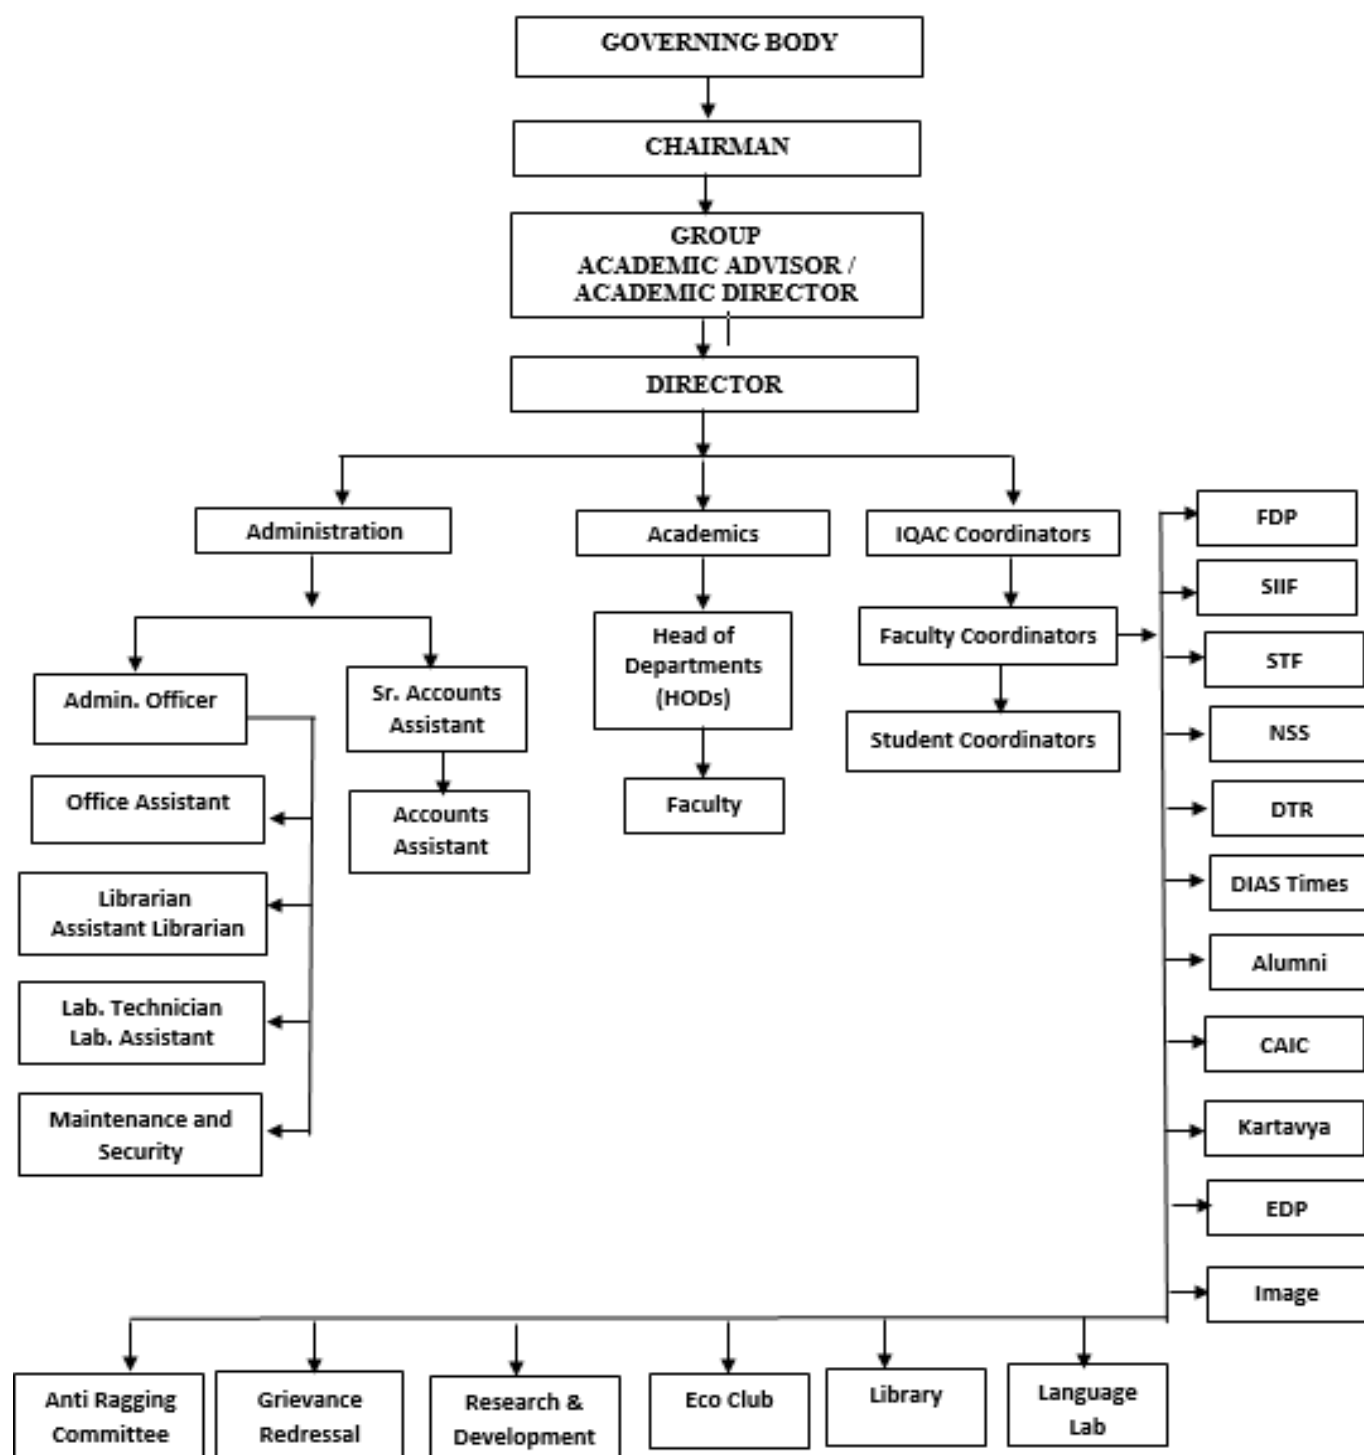 GOVERNING BODY
CHAIRMAN
GROUP
ACADEMIC ADVISOR /
ACADEMIC DIRECTOR
DIRECTOR
Administration
Academics
IQAC Coordinators
FDP
SIIF
Admin. Officer
Sr. Accounts
Assistant
Head of
Departments
(HODs)
Faculty Coordinators
STF
Student Coordinators
NSS
Office Assistant
Accounts
Assistant
Faculty
DTR
Librarian
Assistant Librarian
DIAS Times
Lab. Technician
Lab. Assistant
Alumni
CAIC
Maintenance and
Security
Kartavya
EDP
Image
Anti Ragging
Committee
Grievance
Redressal
Research &
Development
Eco Club
Library
Language
Lab